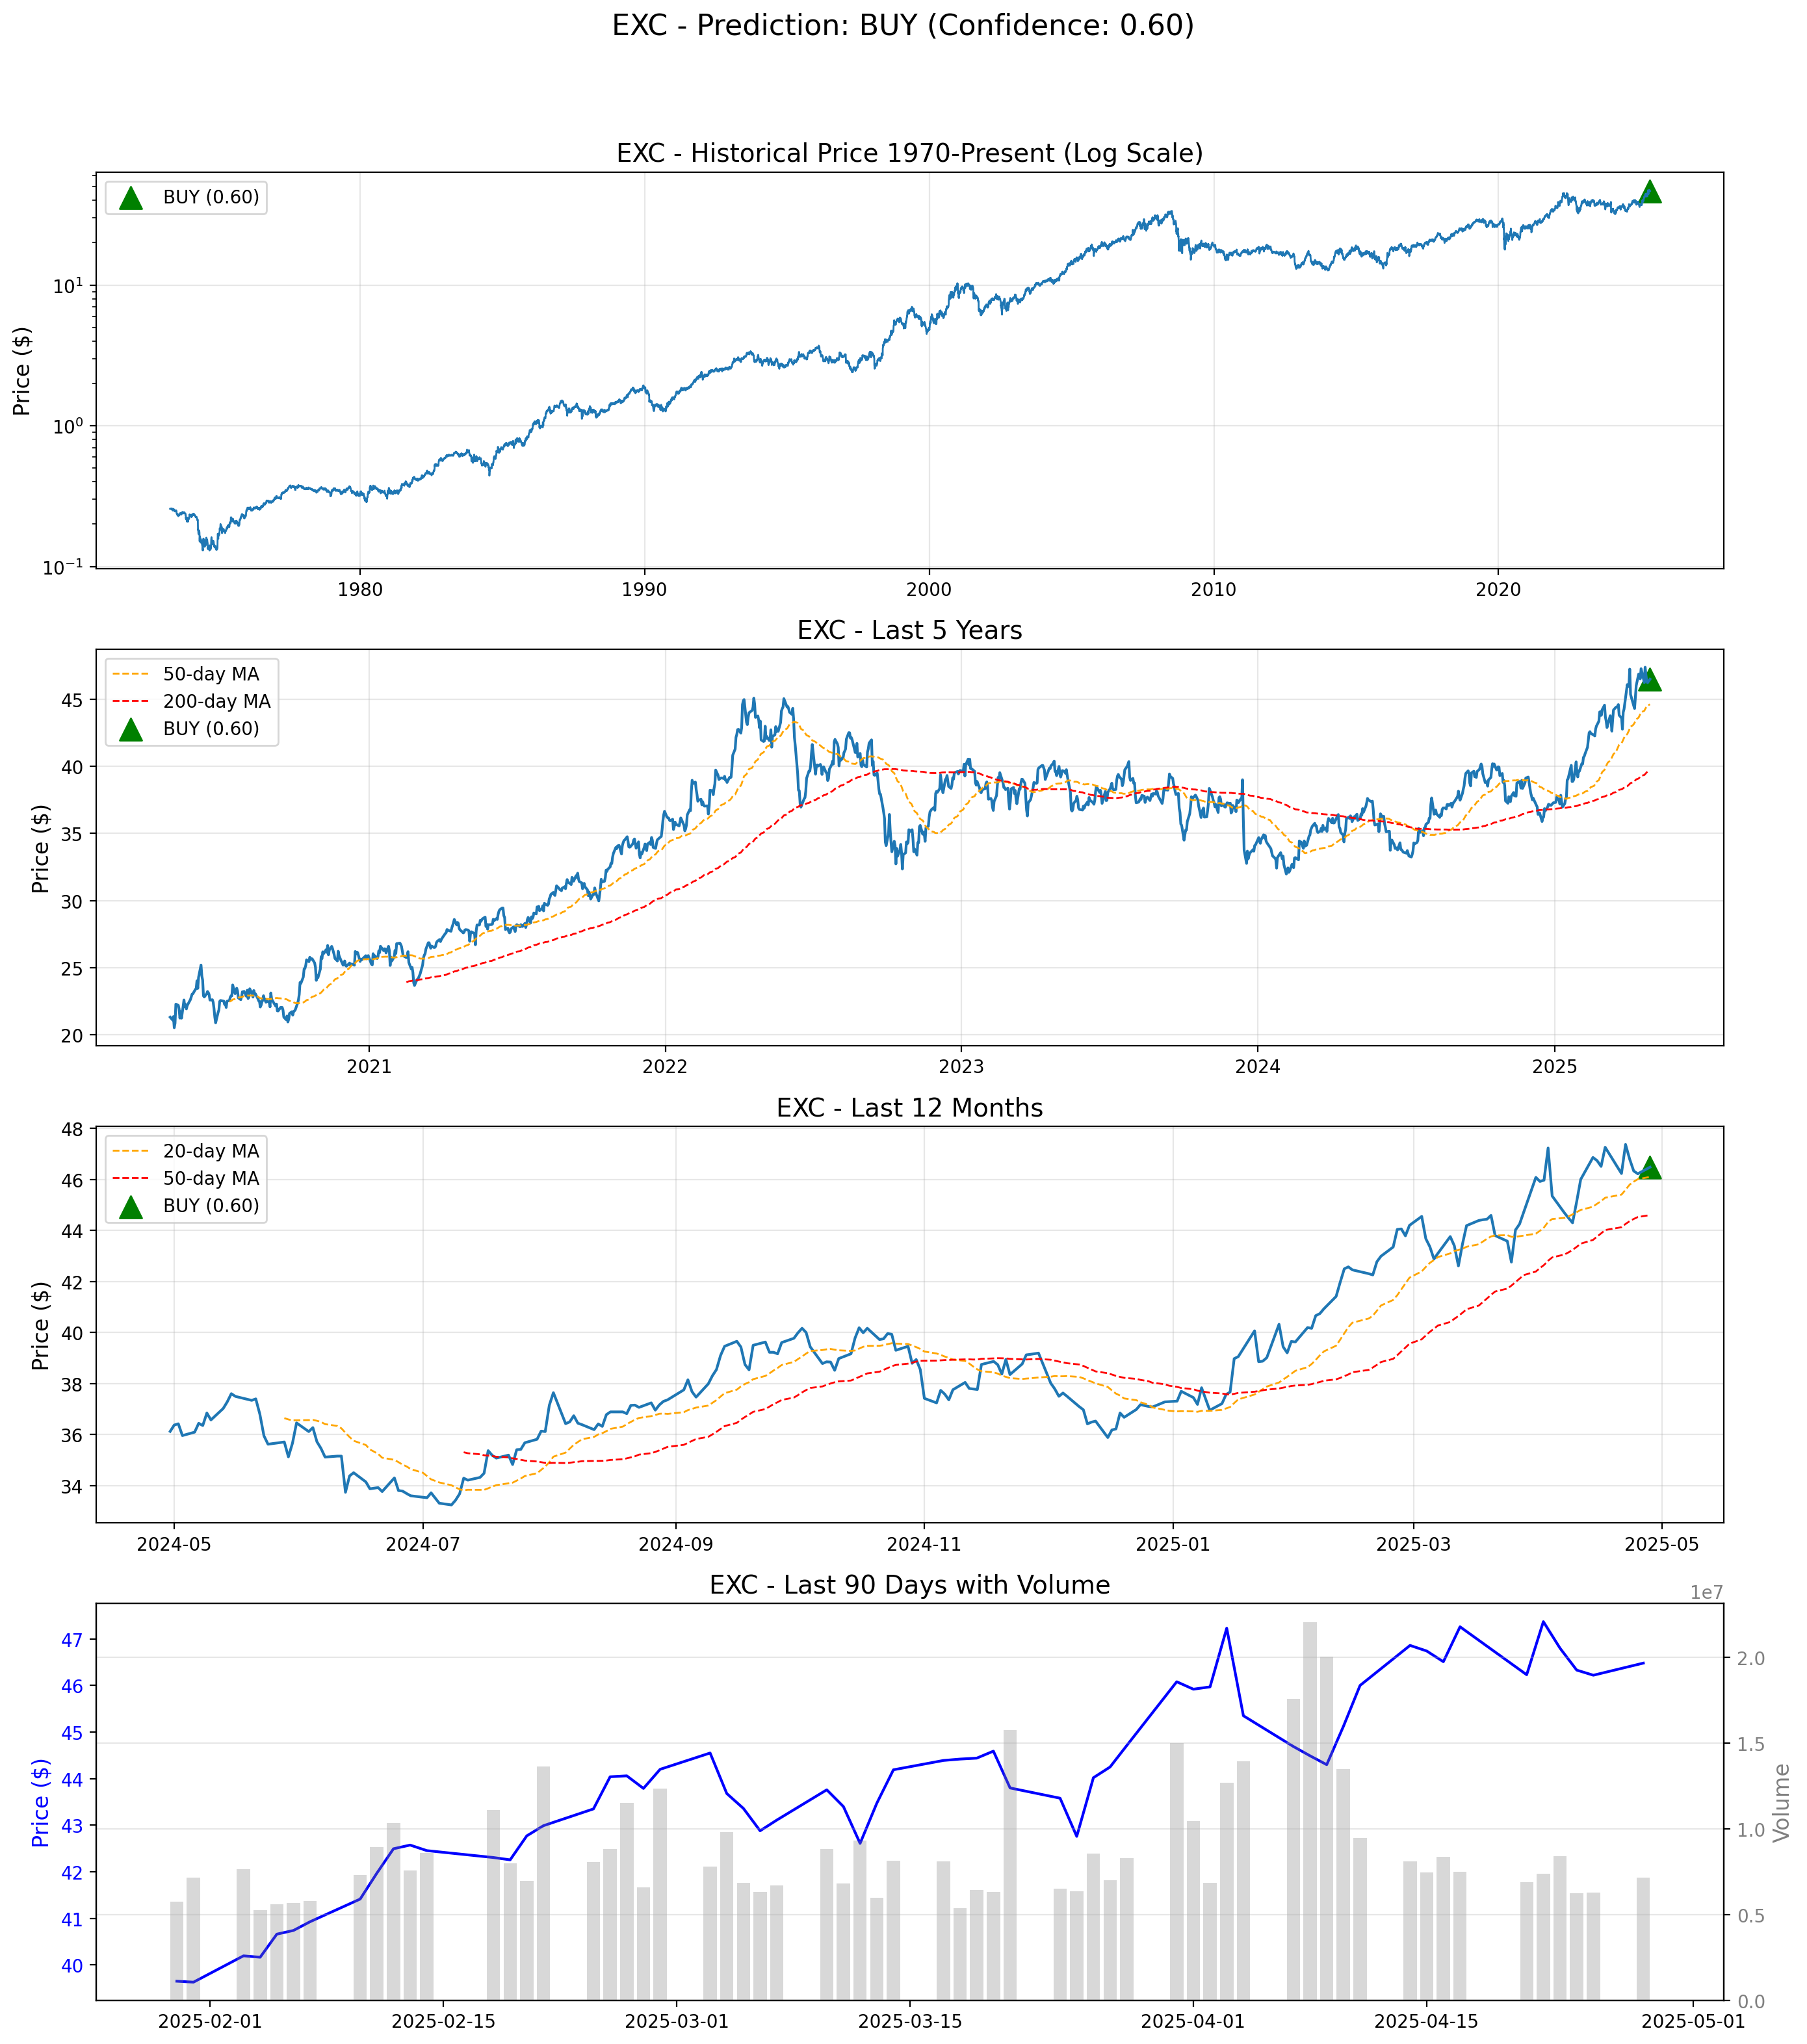 EXC - Prediction: BUY (Confidence: 0.60)
EXC - Historical Price 1970-Present (Log Scale)
BUY (0.60)
Price ($)
10¹
10⁰
10⁻¹
1980 1990 2000 2010 2020
EXC - Last 5 Years
50-day MA
200-day MA
BUY (0.60)
Price ($)
45
40
35
30
25
20
2021 2022 2023 2024 2025
EXC - Last 12 Months
20-day MA
50-day MA
BUY (0.60)
Price ($)
48
46
44
42
40
38
36
34
2024-05 2024-07 2024-09 2024-11 2025-01 2025-03 2025-05
EXC - Last 90 Days with Volume
1e7
Price ($)
47
46
45
44
43
42
41
40
2.0
1.5
1.0
0.5
0.0
Volume
2025-02-01 2025-02-15 2025-03-01 2025-03-15 2025-04-01 2025-04-15 2025-05-01